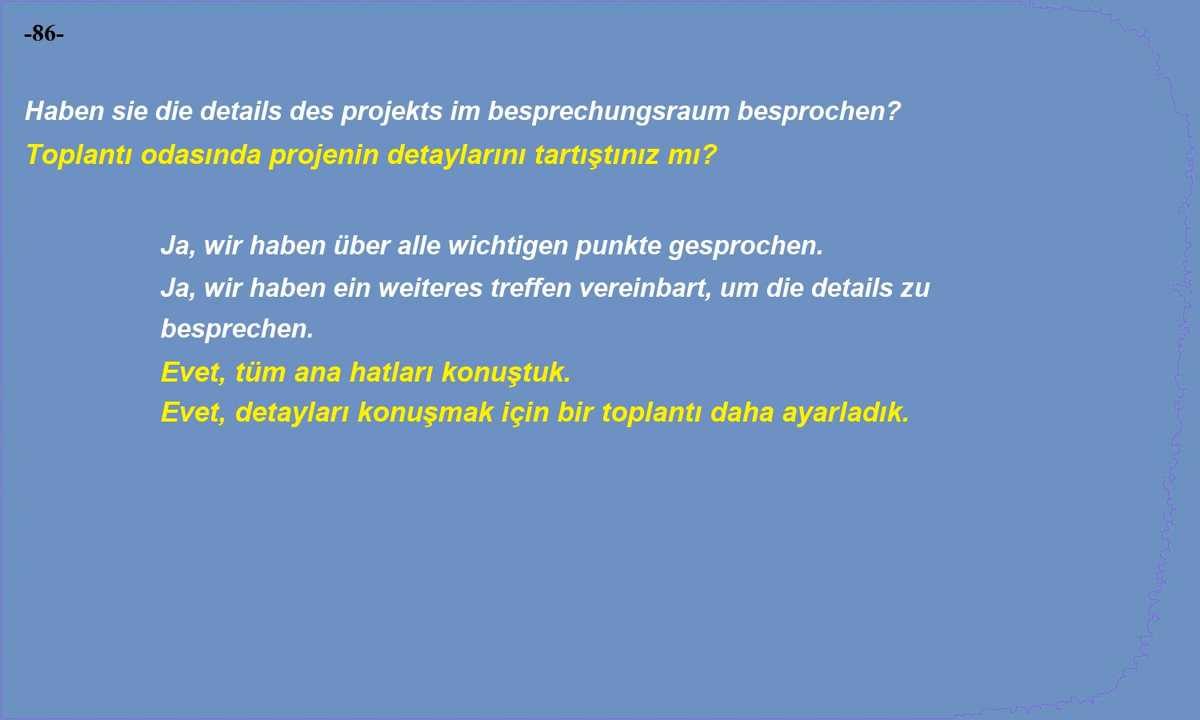 -86-
Haben sie die details des projekts im besprechungsraum besprochen?
Toplantı odasında projenin detaylarını tartıştınız mı?
Ja, wir haben über alle wichtigen punkte gesprochen.
Ja, wir haben ein weiteres treffen vereinbart, um die details zu
besprechen.
Evet, tüm ana hatları konuştuk.
Evet, detayları konuşmak için bir toplantı daha ayarladık.